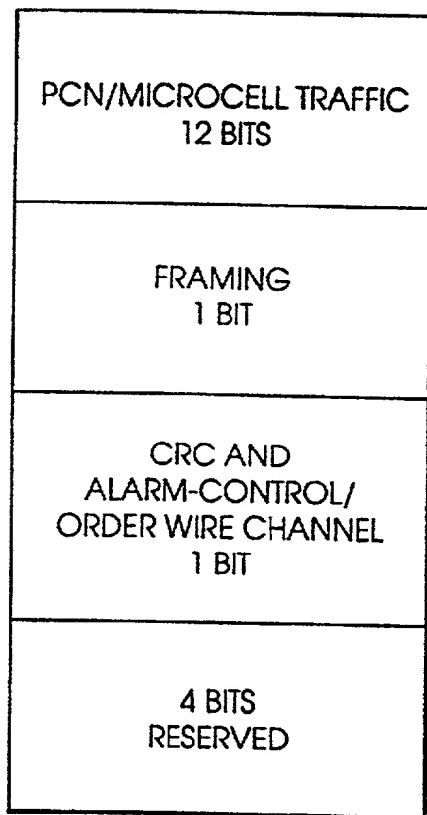 PCN/MICROCELL TRAFFIC
12 BITS
FRAMING
1 BIT
CRC AND
ALARM-CONTROL/
ORDER WIRE CHANNEL
1 BIT
4 BITS
RESERVED